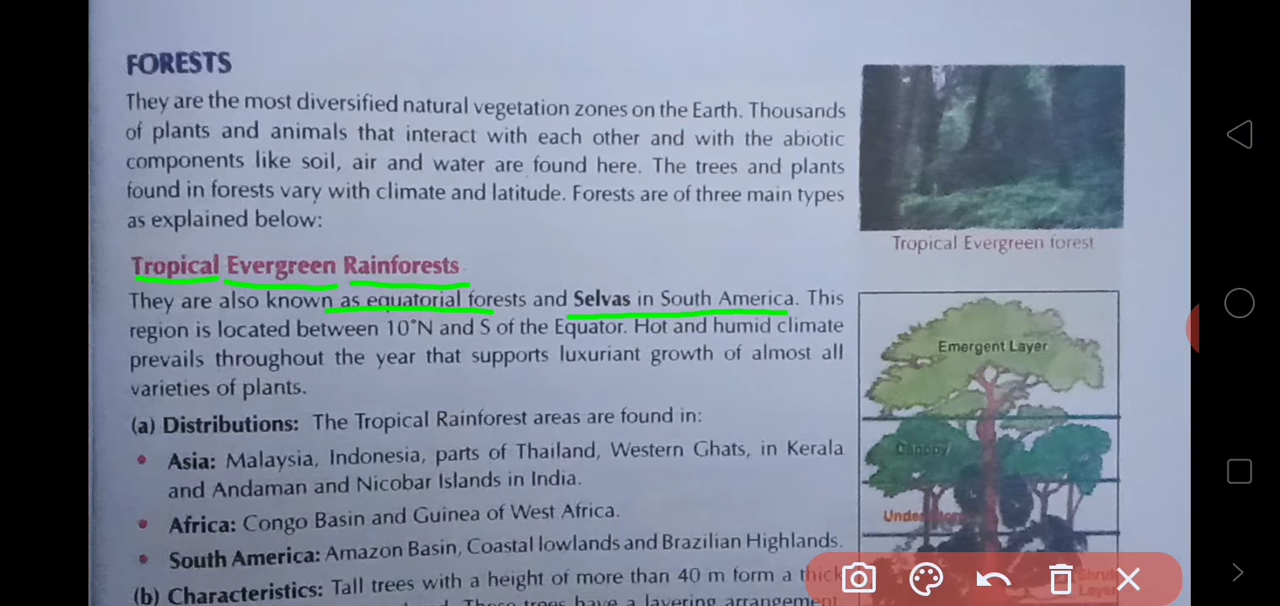 FORESTS
They are the most diversified natural vegetation zones on the Earth. Thousands
of plants and animals that interact with each other and with the abiotic
components like soil, air and water are found here. The trees and plants
found in forests vary with climate and latitude. Forests are of three main types
as explained below:
Tropical Evergreen forest
Tropical Evergreen Rainforests
They are also known as equatorial forests and Selvas in South America. This
region is located between 10°N and S of the Equator. Hot and humid climate
prevails throughout the year that supports luxuriant growth of almost all
varieties of plants.
(a) Distributions: The Tropical Rainforest areas are found in:
• Asia: Malaysia, Indonesia, parts of Thailand, Western Ghats, in Kerala
and Andaman and Nicobar Islands in India.
• Africa: Congo Basin and Guinea of West Africa.
• South America: Amazon Basin, Coastal lowlands and Brazilian Highlands.
(b) Characteristics: Tall trees with a height of more than 40 m form a thick
These trees have a layering arrangement
Emergent Layer
Canopy
Shrub
Layer